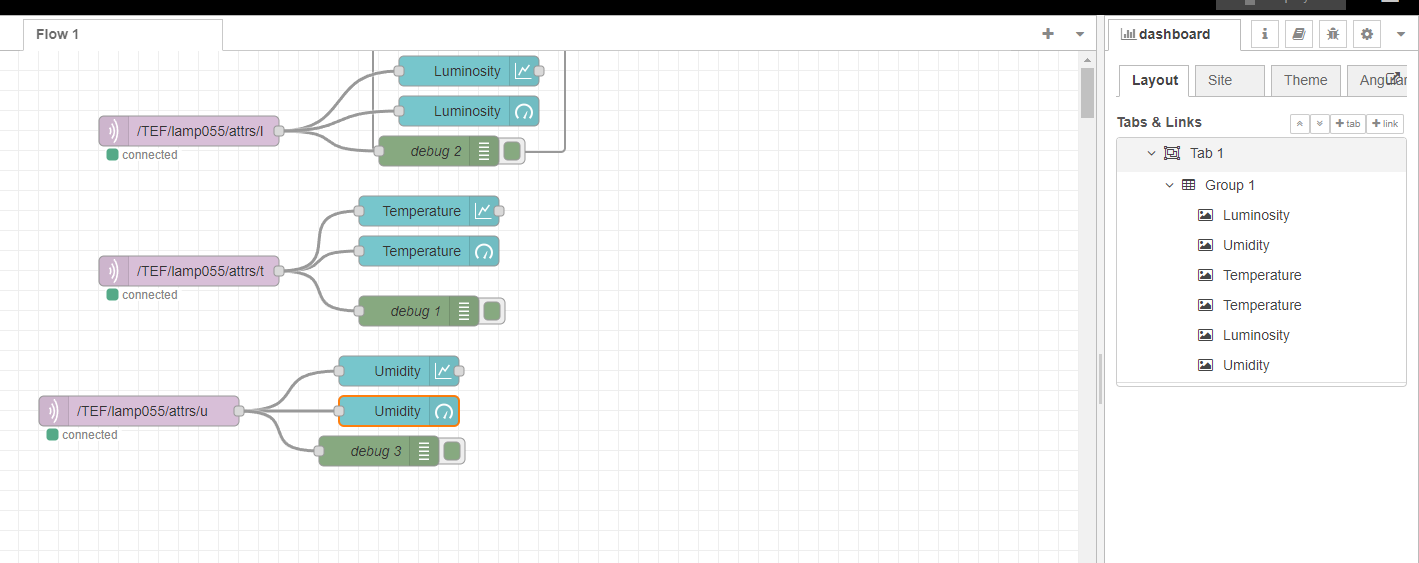 Flow 1
Luminosity
Luminosity
/TEF/lamp055/attrs/l
connected
debug 2
Temperature
Temperature
/TEF/lamp055/attrs/t
connected
debug 1
Umidity
Umidity
/TEF/lamp055/attrs/u
connected
debug 3
dashboard
Layout
Site
Theme
Tabs & Links
tab
link
Tab 1
Group 1
Luminosity
Umidity
Temperature
Temperature
Luminosity
Umidity